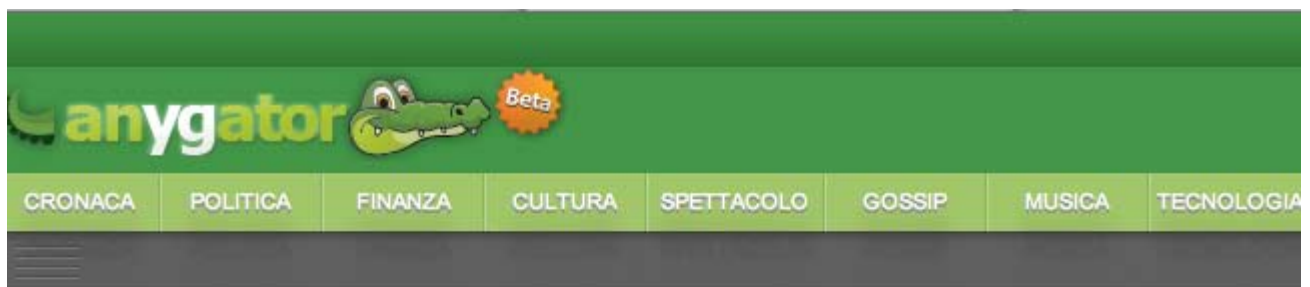 anygator Beta
CRONACA POLITICA FINANZA CULTURA SPETTACOLO GOSSIP MUSICA TECNOLOGIA